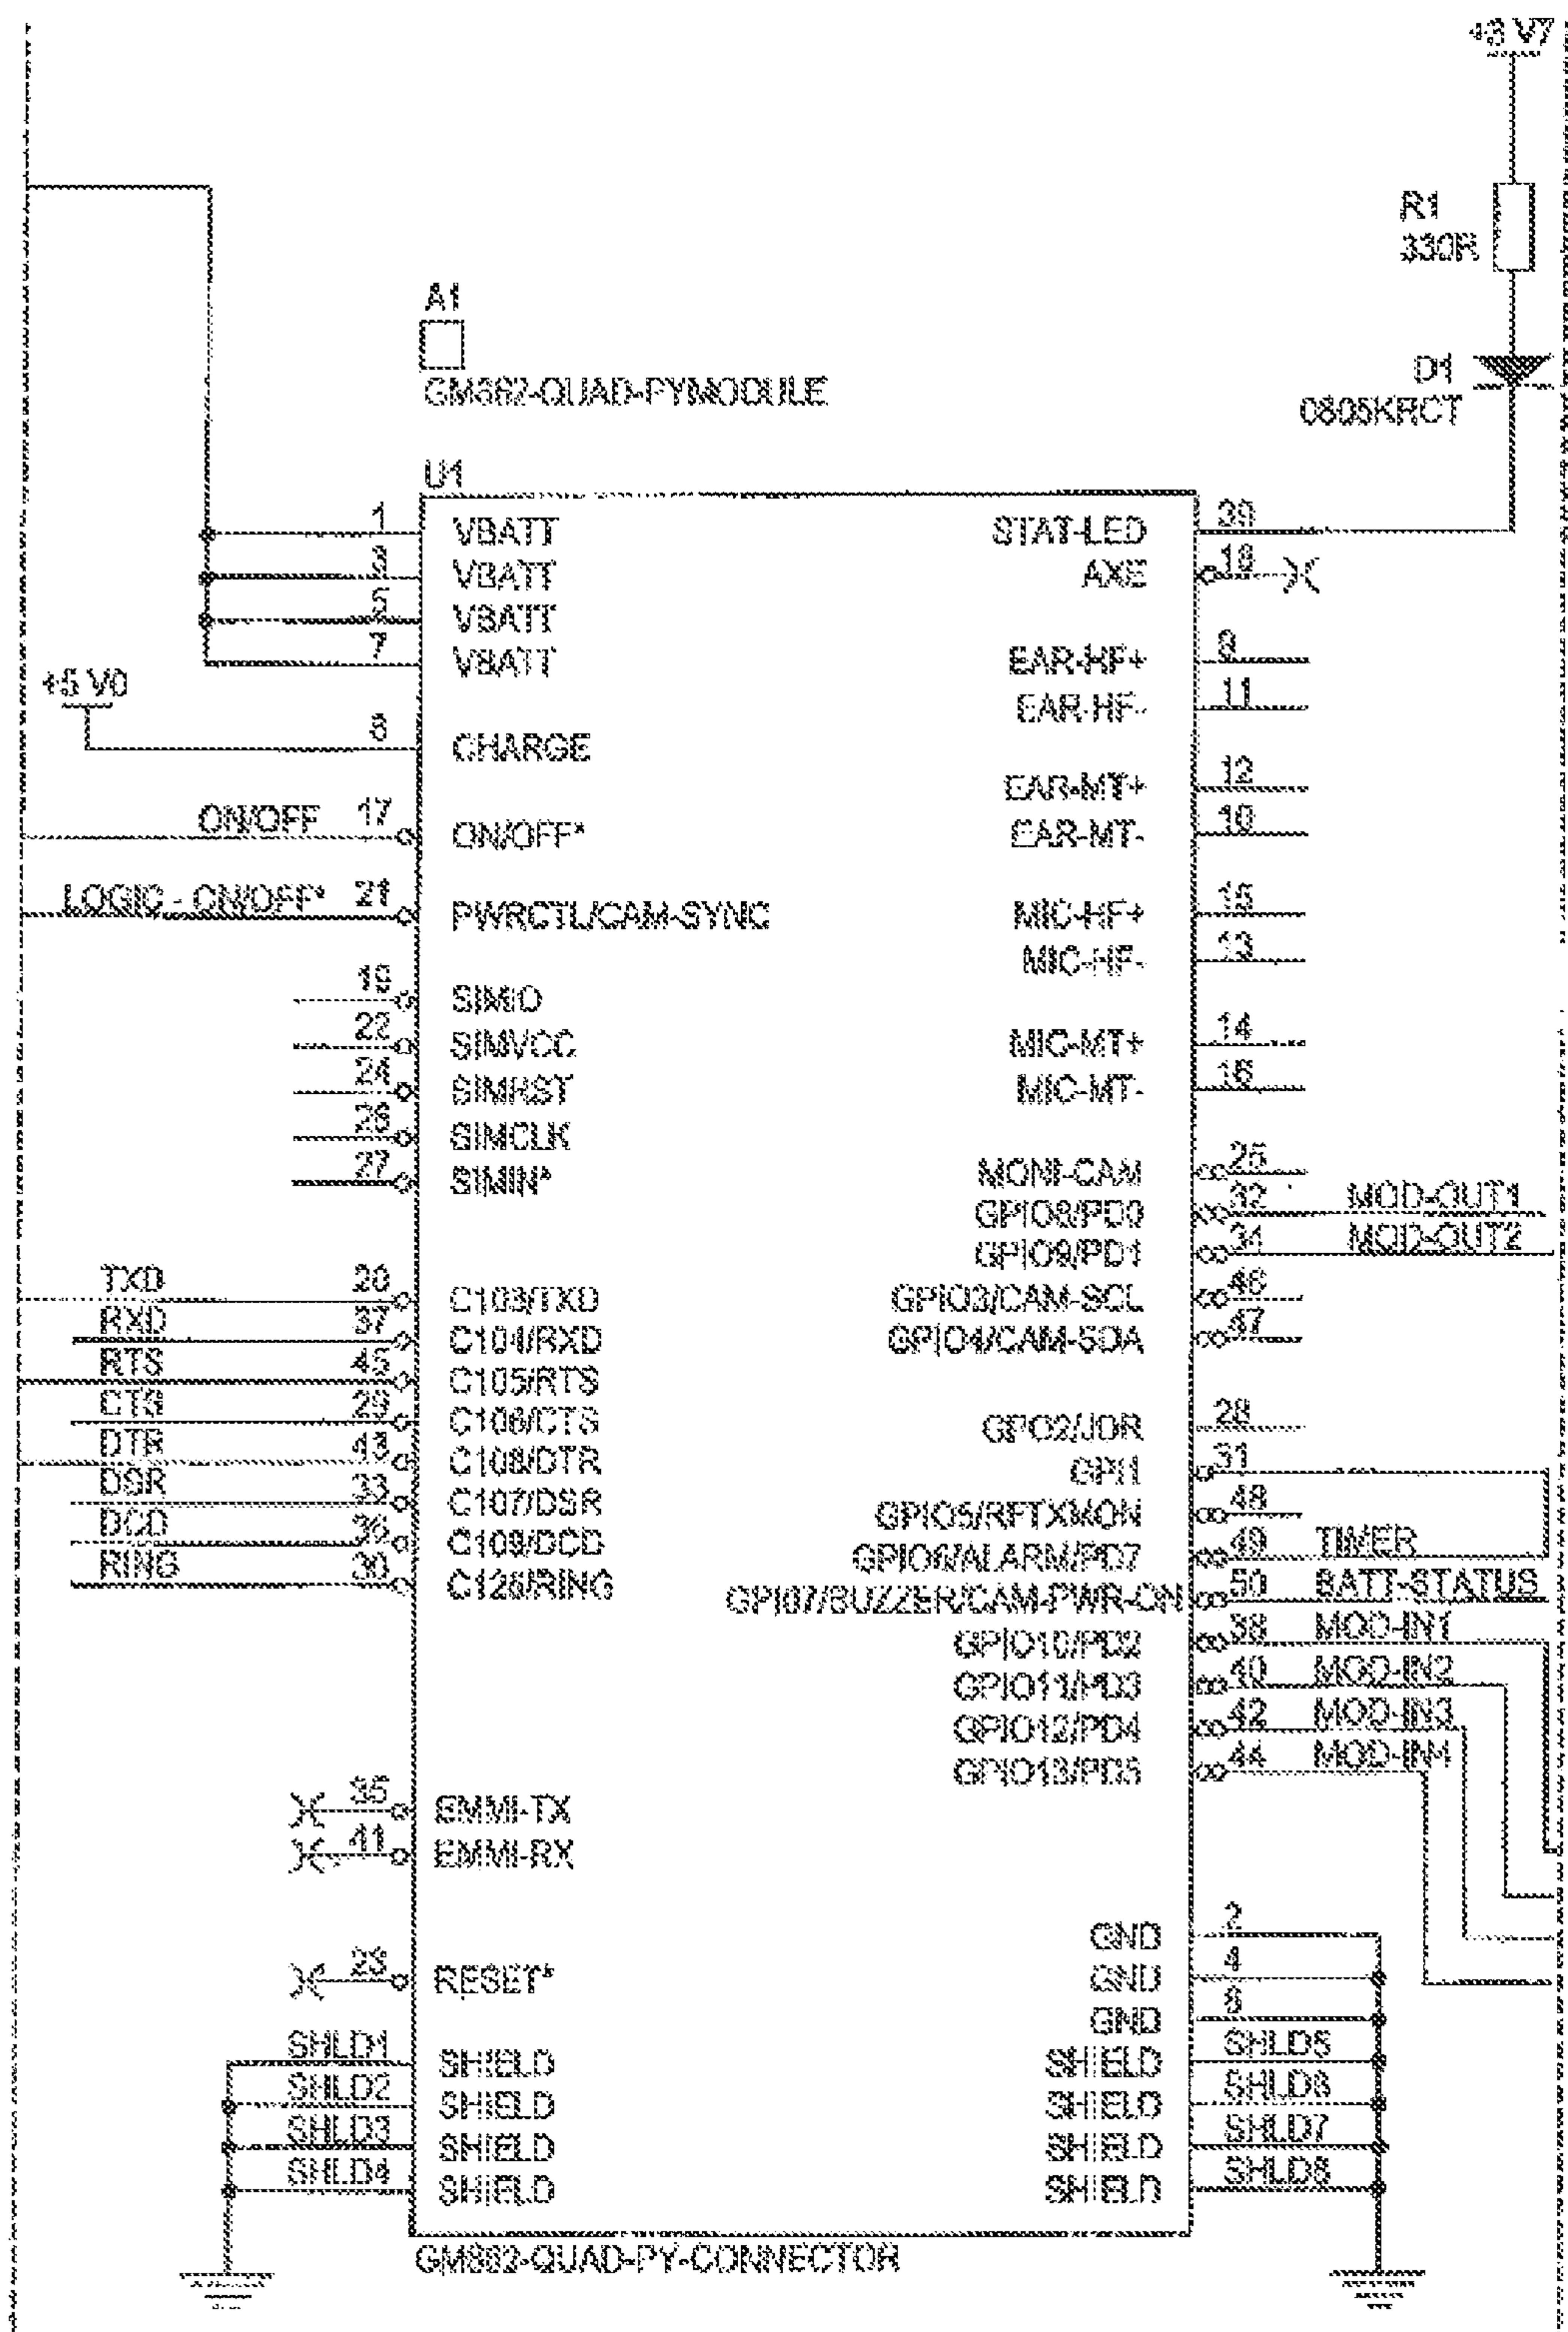 +3 V7
R1
330R
A1
GM862-QUAD-PYMODULE
D1
0805KRCT
U1
1 VBATT
3 VBATT
5 VBATT
7 VBATT
+5 V0
8 CHARGE
ON/OFF 17 ON/OFF*
LOGIC - ON/OFF* 21 PWRCTL/CAM-SYNC
19 SIMIO
22 SIMVCC
24 SIMRST
26 SIMCLK
27 SIMIN*
TXD 20 C103/TXD
RXD 37 C104/RXD
RTS 45 C105/RTS
CTS 29 C106/CTS
DTR 43 C108/DTR
DSR 33 C107/DSR
DCD 36 C109/DCD
RING 30 C125/RING
35 EMMI-TX
41 EMMI-RX
23 RESET*
SHLD1 SHIELD
SHLD2 SHIELD
SHLD3 SHIELD
SHLD4 SHIELD
STAT-LED 39
AXE 18
EAR-HF+ 9
EAR-HF- 11
EAR-MT+ 12
EAR-MT- 10
MIC-HF+ 15
MIC-HF- 13
MIC-MT+ 14
MIC-MT- 16
MONI-CAM 25
GPIO8/PD0 32 MOD-OUT1
GPIO9/PD1 34 MOD-OUT2
GPIO3/CAM-SCL 46
GPIO4/CAM-SDA 47
GPO2/JDR 28
GPI1 31
GPIO5/RFTXMON 48
GPIO6/ALARM/PD7 49 TIMER
GPIO7/BUZZER/CAM-PWR-ON 50 BATT-STATUS
GPIO10/PD2 38 MOD-IN1
GPIO11/PD3 40 MOD-IN2
GPIO12/PD4 42 MOD-IN3
GPIO13/PD5 44 MOD-IN4
GND 2
GND 4
GND 6
SHIELD SHLD5
SHIELD SHLD6
SHIELD SHLD7
SHIELD SHLD8
GM862-QUAD-PY-CONNECTOR